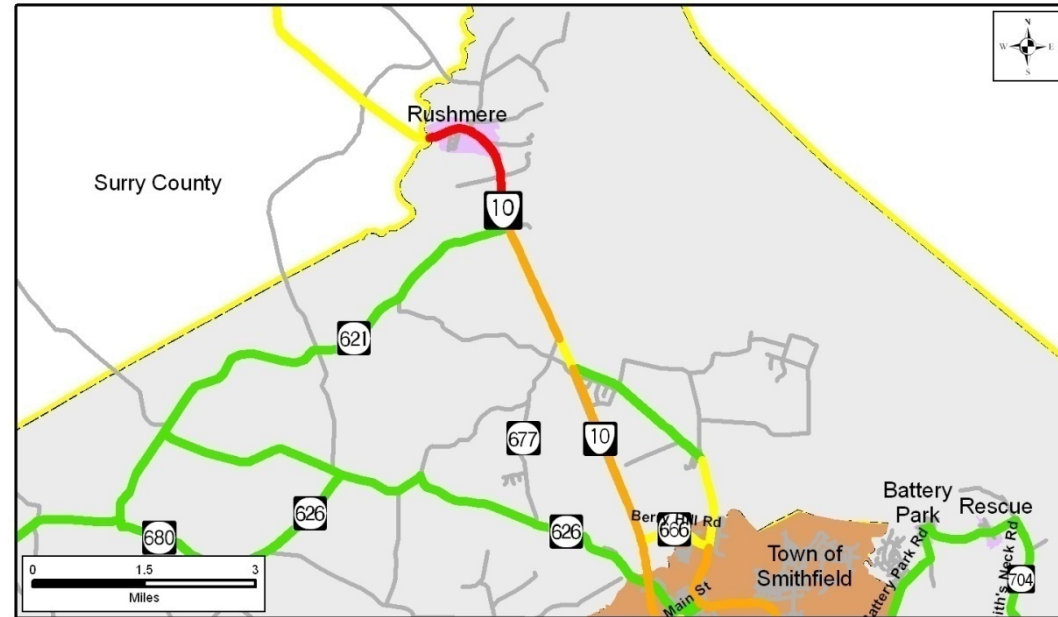 N
W E
S
Rushmere
Surry County
10
621
10
677
626
680
626
Berry Hill Rd
666
Battery
Park
Rescue
Town of
Smithfield
704
Main St
Battery Park Rd
ith's Neck Rd
0 1.5 3
Miles